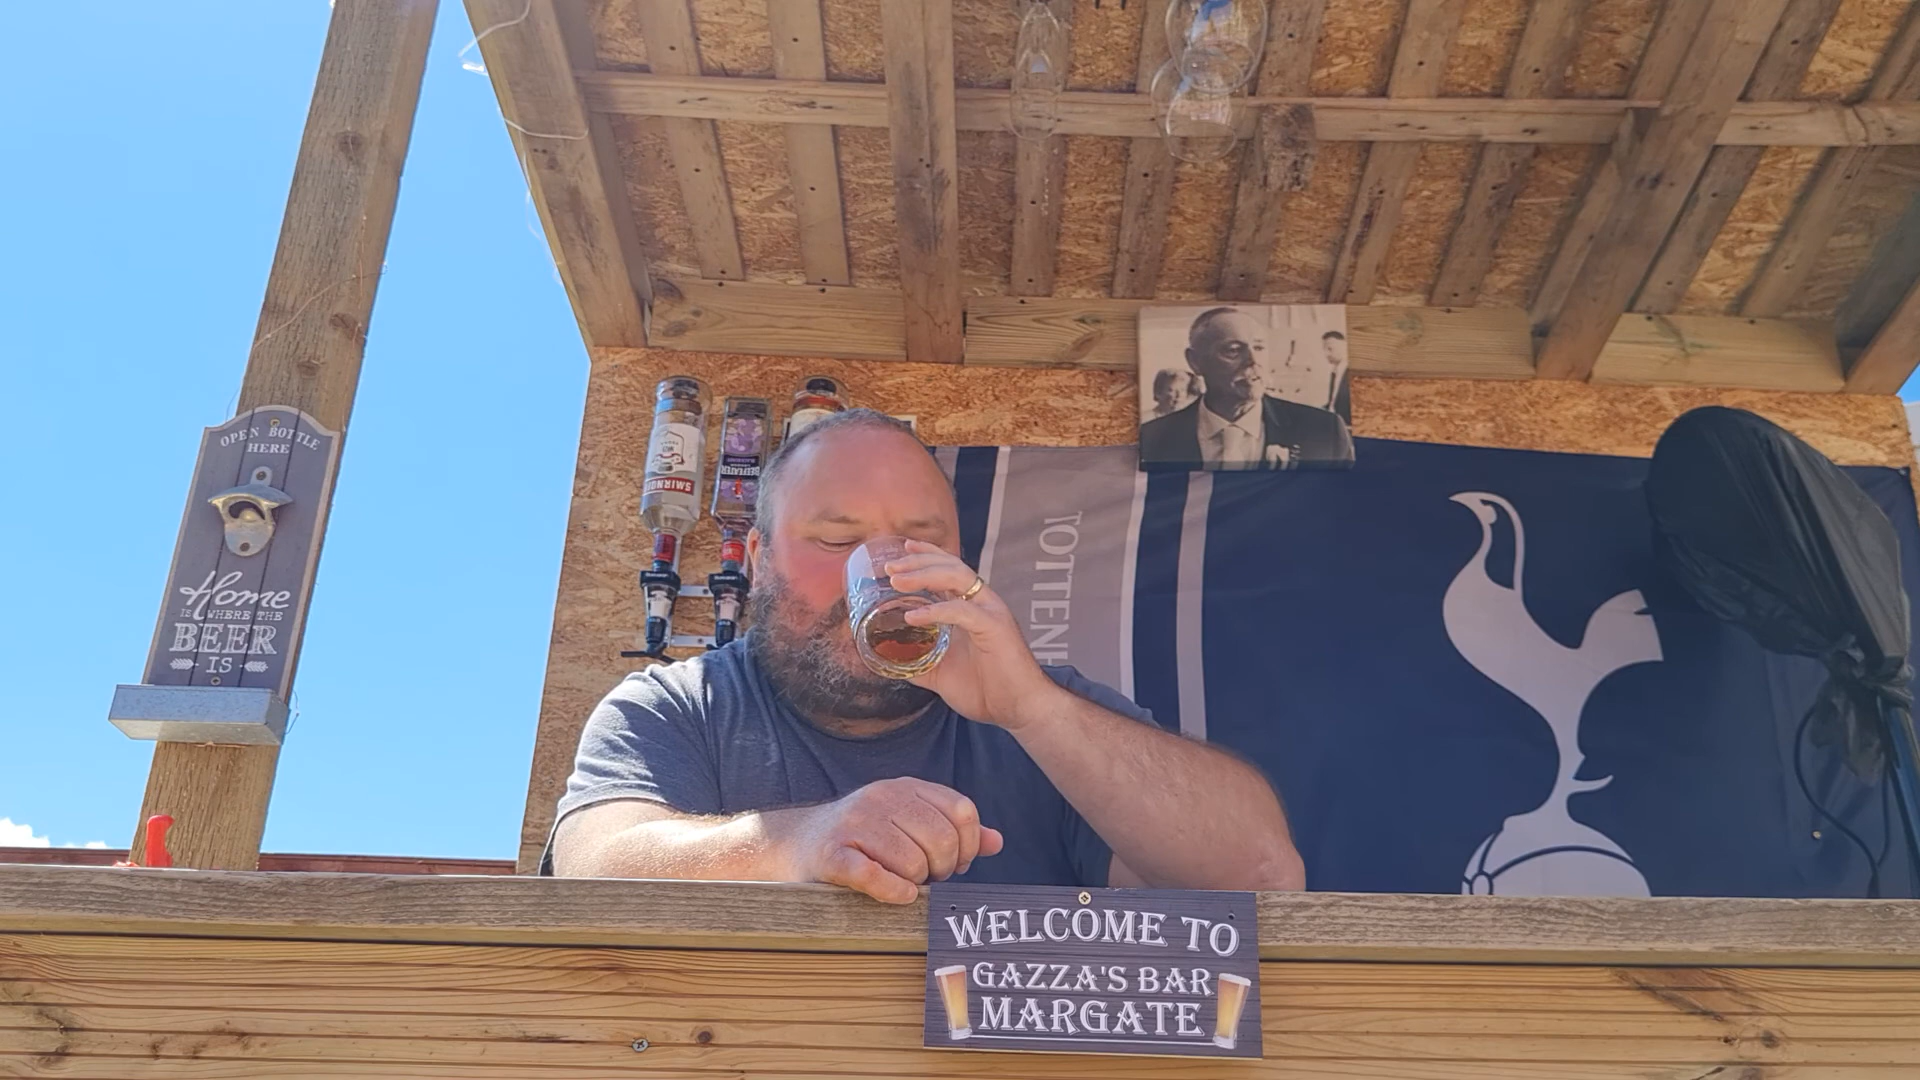 OPEN BOTTLE
HERE
Home
IS WHERE THE
BEER
IS
SMIRNOFF
BEEFEATER
TOTTENH
WELCOME TO
GAZZA'S BAR
MARGATE